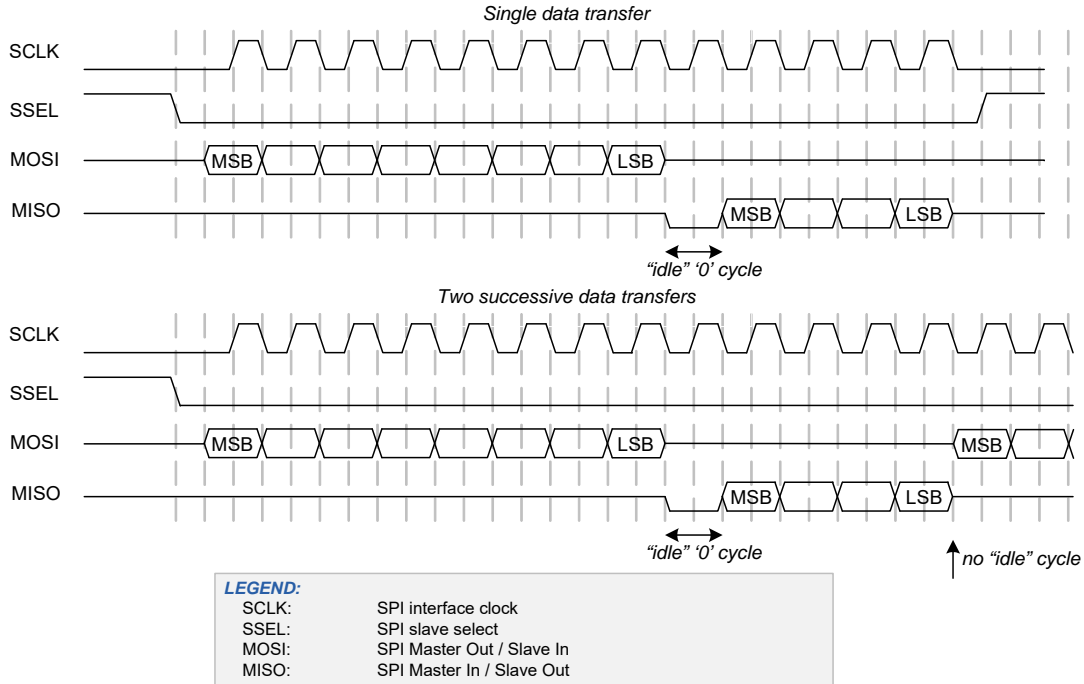 Single data transfer
SCLK
SSEL
MOSI MSB LSB
MISO MSB LSB
“idle” ‘0’ cycle
Two successive data transfers
SCLK
SSEL
MOSI MSB LSB MSB
MISO MSB LSB
“idle” ‘0’ cycle no “idle” cycle
LEGEND:
SCLK: SPI interface clock
SSEL: SPI slave select
MOSI: SPI Master Out / Slave In
MISO: SPI Master In / Slave Out